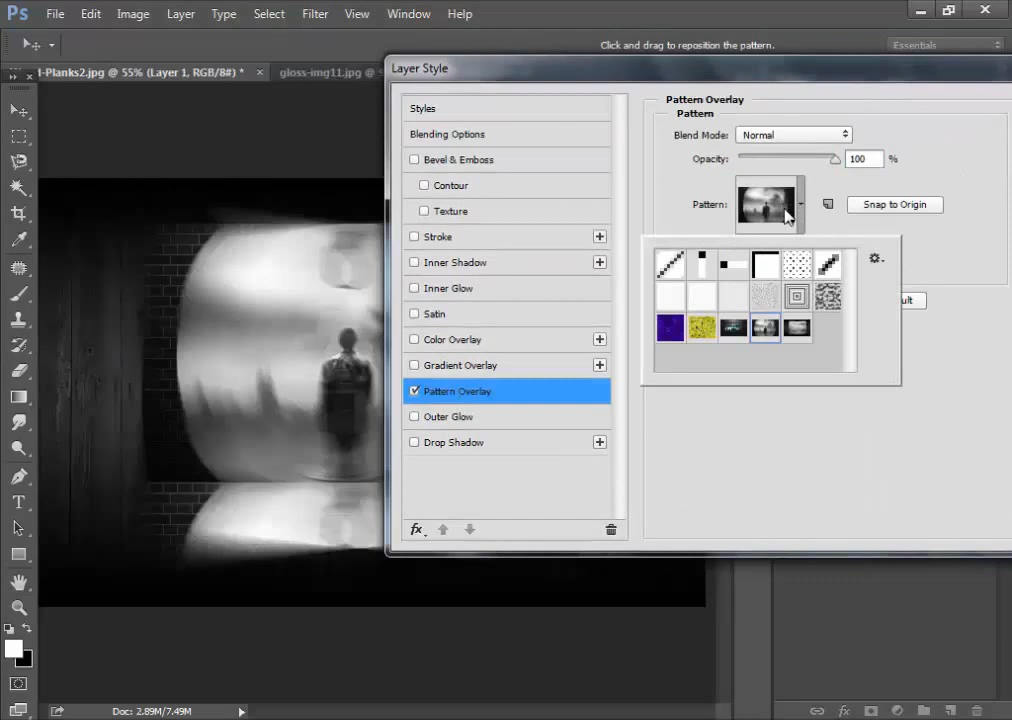 Ps File Edit Image Layer Type Select Filter View Window Help
Click and drag to reposition the pattern. Essentials
-Planks2.jpg @ 55% (Layer 1, RGB/8#) * × gloss-img11.jpg @
Layer Style
Styles
Blending Options
Bevel & Emboss
Contour
Texture
Stroke
Inner Shadow
Inner Glow
Satin
Color Overlay
Gradient Overlay
Pattern Overlay
Outer Glow
Drop Shadow
fx
Pattern Overlay
Pattern
Blend Mode: Normal
Opacity: 100 %
Pattern: Snap to Origin
ult
T
Doc: 2.89M/7.49M
fx